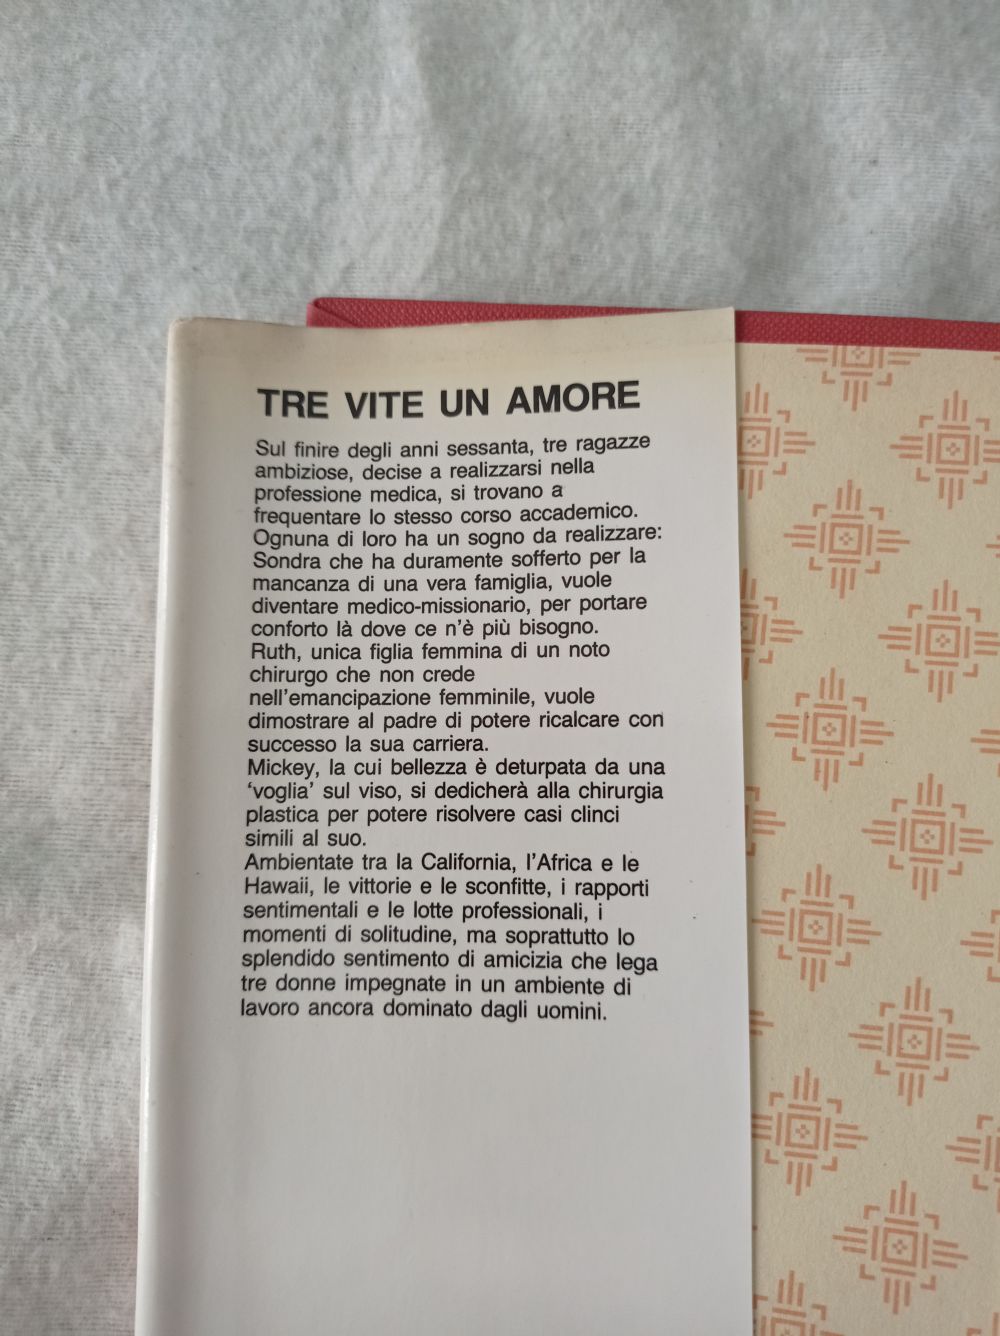 TRE VITE UN AMORE
Sul finire degli anni sessanta, tre ragazze
ambiziose, decise a realizzarsi nella
professione medica, si trovano a
frequentare lo stesso corso accademico.
Ognuna di loro ha un sogno da realizzare:
Sondra che ha duramente sofferto per la
mancanza di una vera famiglia, vuole
diventare medico-missionario, per portare
conforto là dove ce n'è più bisogno.
Ruth, unica figlia femmina di un noto
chirurgo che non crede
nell'emancipazione femminile, vuole
dimostrare al padre di potere ricalcare con
successo la sua carriera.
Mickey, la cui bellezza è deturpata da una
'voglia' sul viso, si dedicherà alla chirurgia
plastica per potere risolvere casi clinci
simili al suo.
Ambientate tra la California, l'Africa e le
Hawaii, le vittorie e le sconfitte, i rapporti
sentimentali e le lotte professionali, i
momenti di solitudine, ma soprattutto lo
splendido sentimento di amicizia che lega
tre donne impegnate in un ambiente di
lavoro ancora dominato dagli uomini.